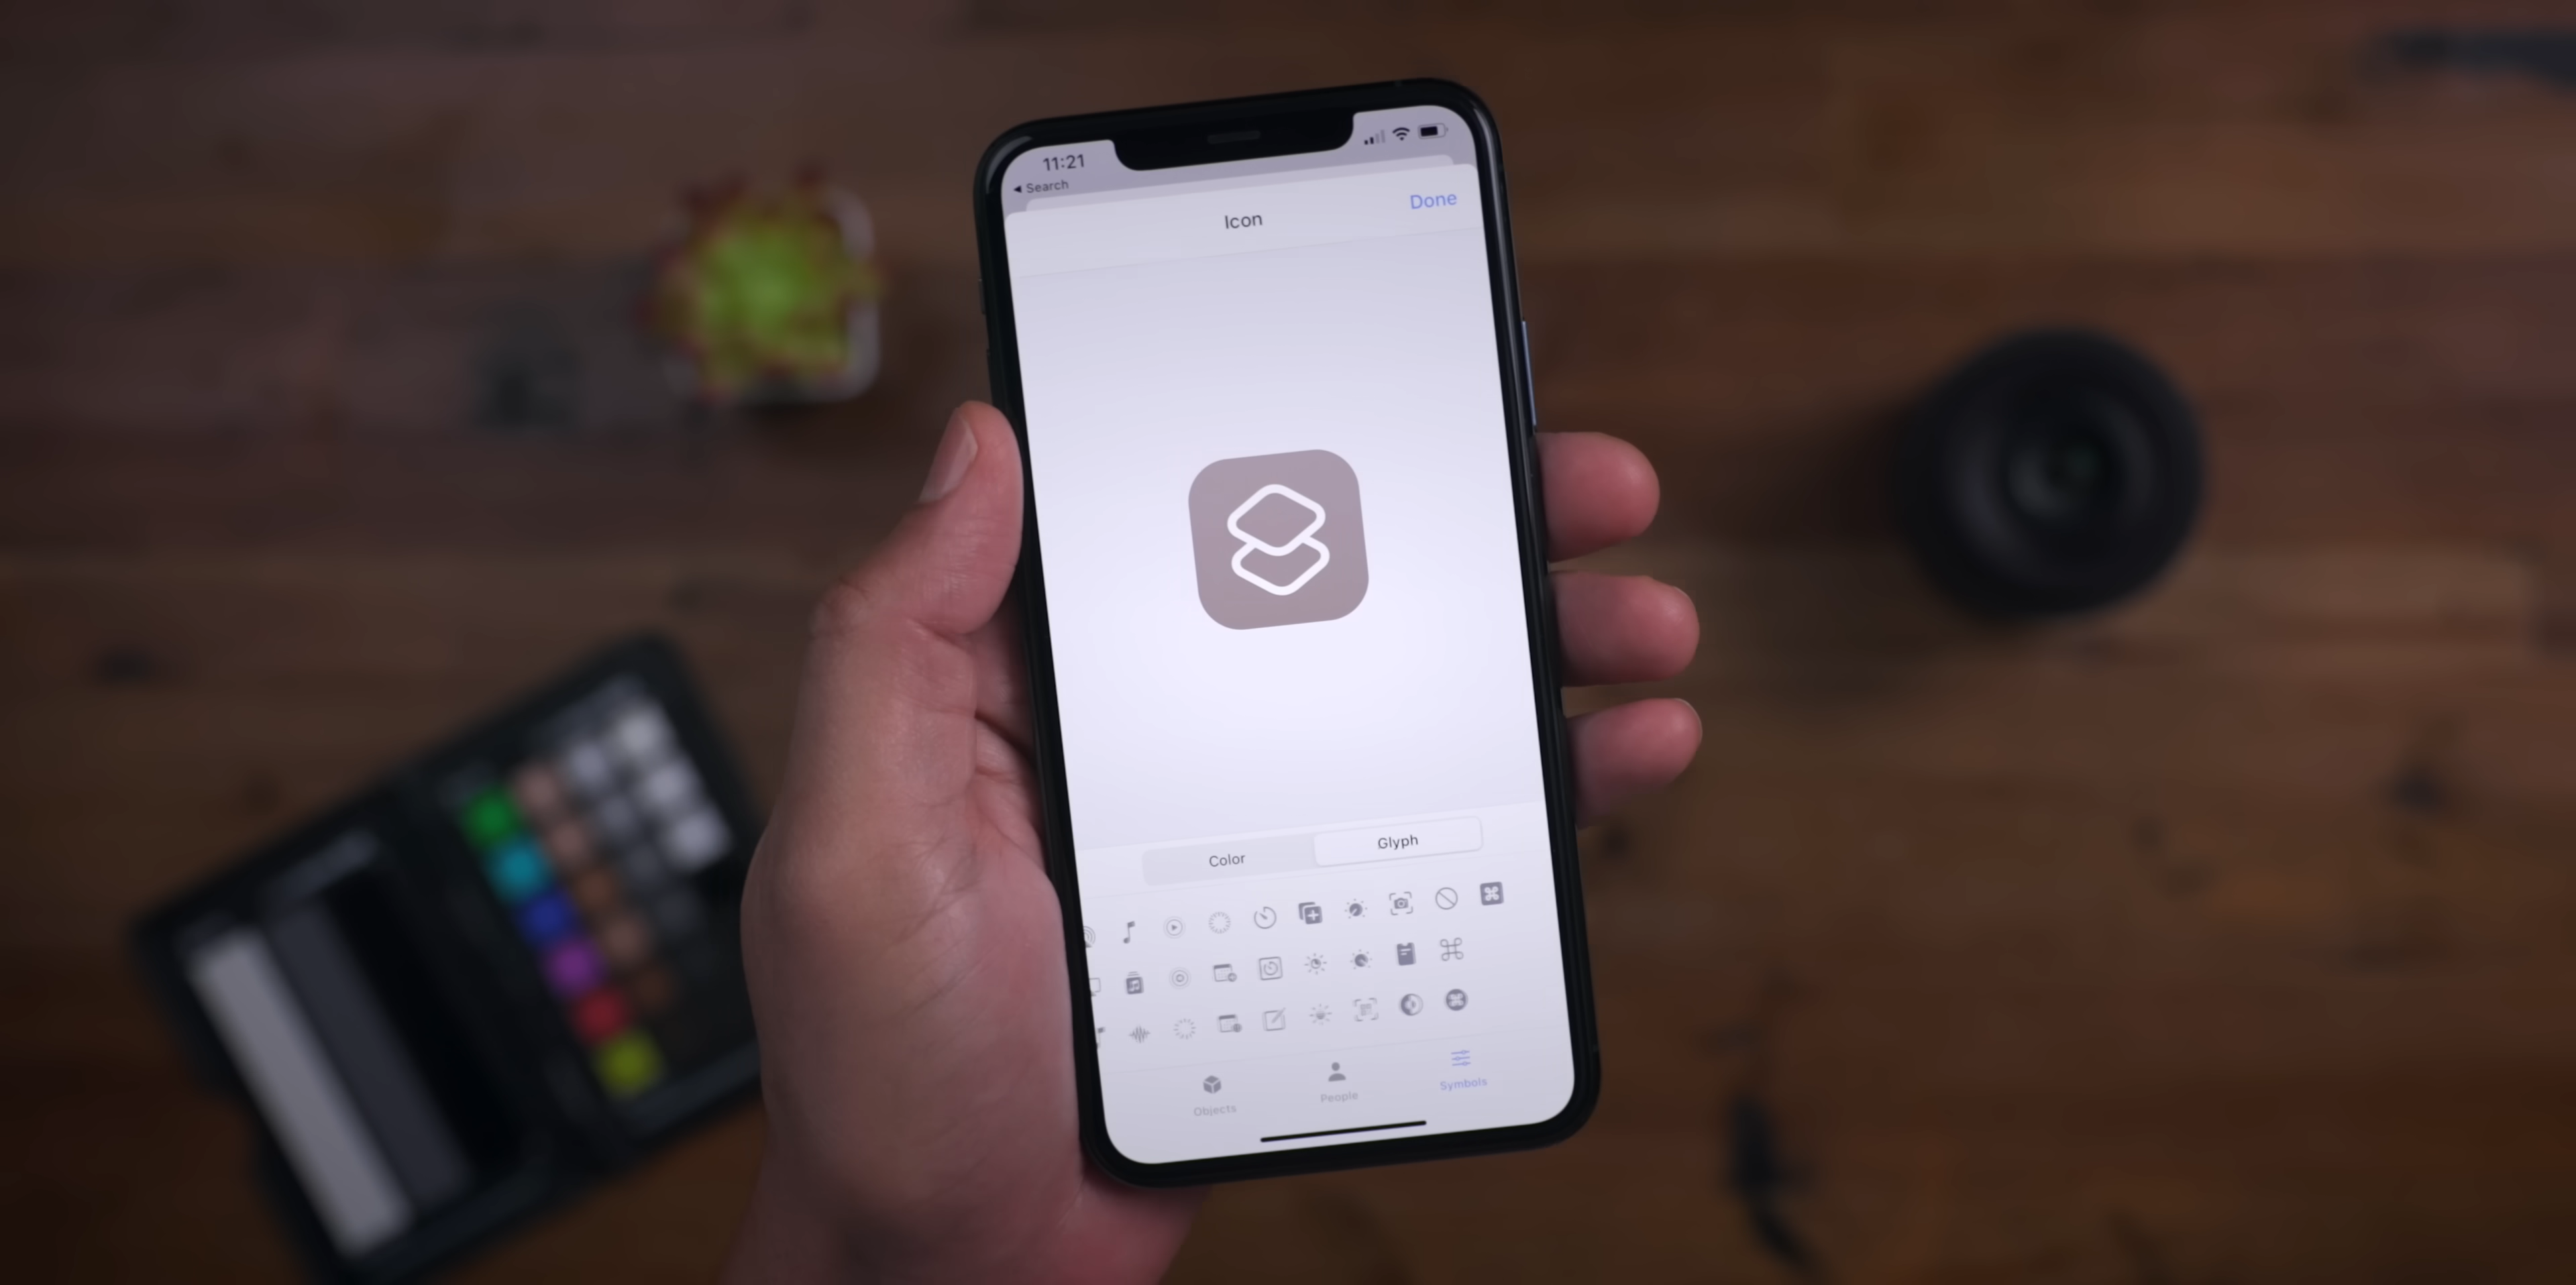 11:21
◀ Search
Icon
Done
Color
Glyph
Objects
People
Symbols